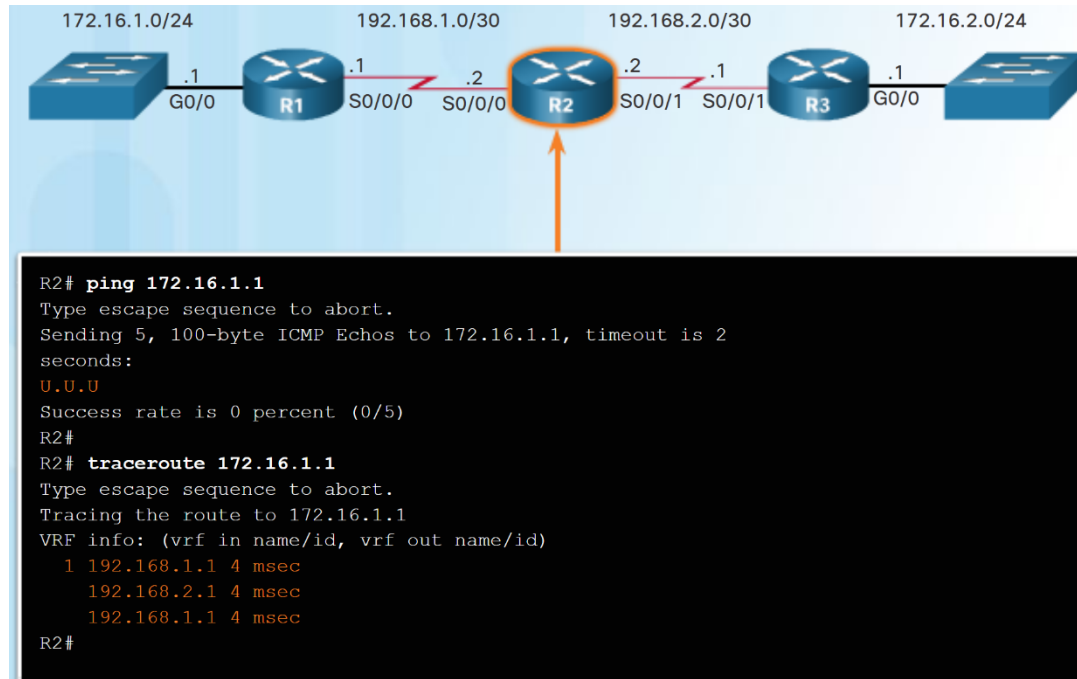 172.16.1.0/24 192.168.1.0/30 192.168.2.0/30 172.16.2.0/24
.1 .1 .2 .2 .1 .1
G0/0 R1 S0/0/0 S0/0/0 R2 S0/0/1 S0/0/1 R3 G0/0
R2# ping 172.16.1.1
Type escape sequence to abort.
Sending 5, 100-byte ICMP Echos to 172.16.1.1, timeout is 2
seconds:
U.U.U
Success rate is 0 percent (0/5)
R2#
R2# traceroute 172.16.1.1
Type escape sequence to abort.
Tracing the route to 172.16.1.1
VRF info: (vrf in name/id, vrf out name/id)
1 192.168.1.1 4 msec
192.168.2.1 4 msec
192.168.1.1 4 msec
R2#